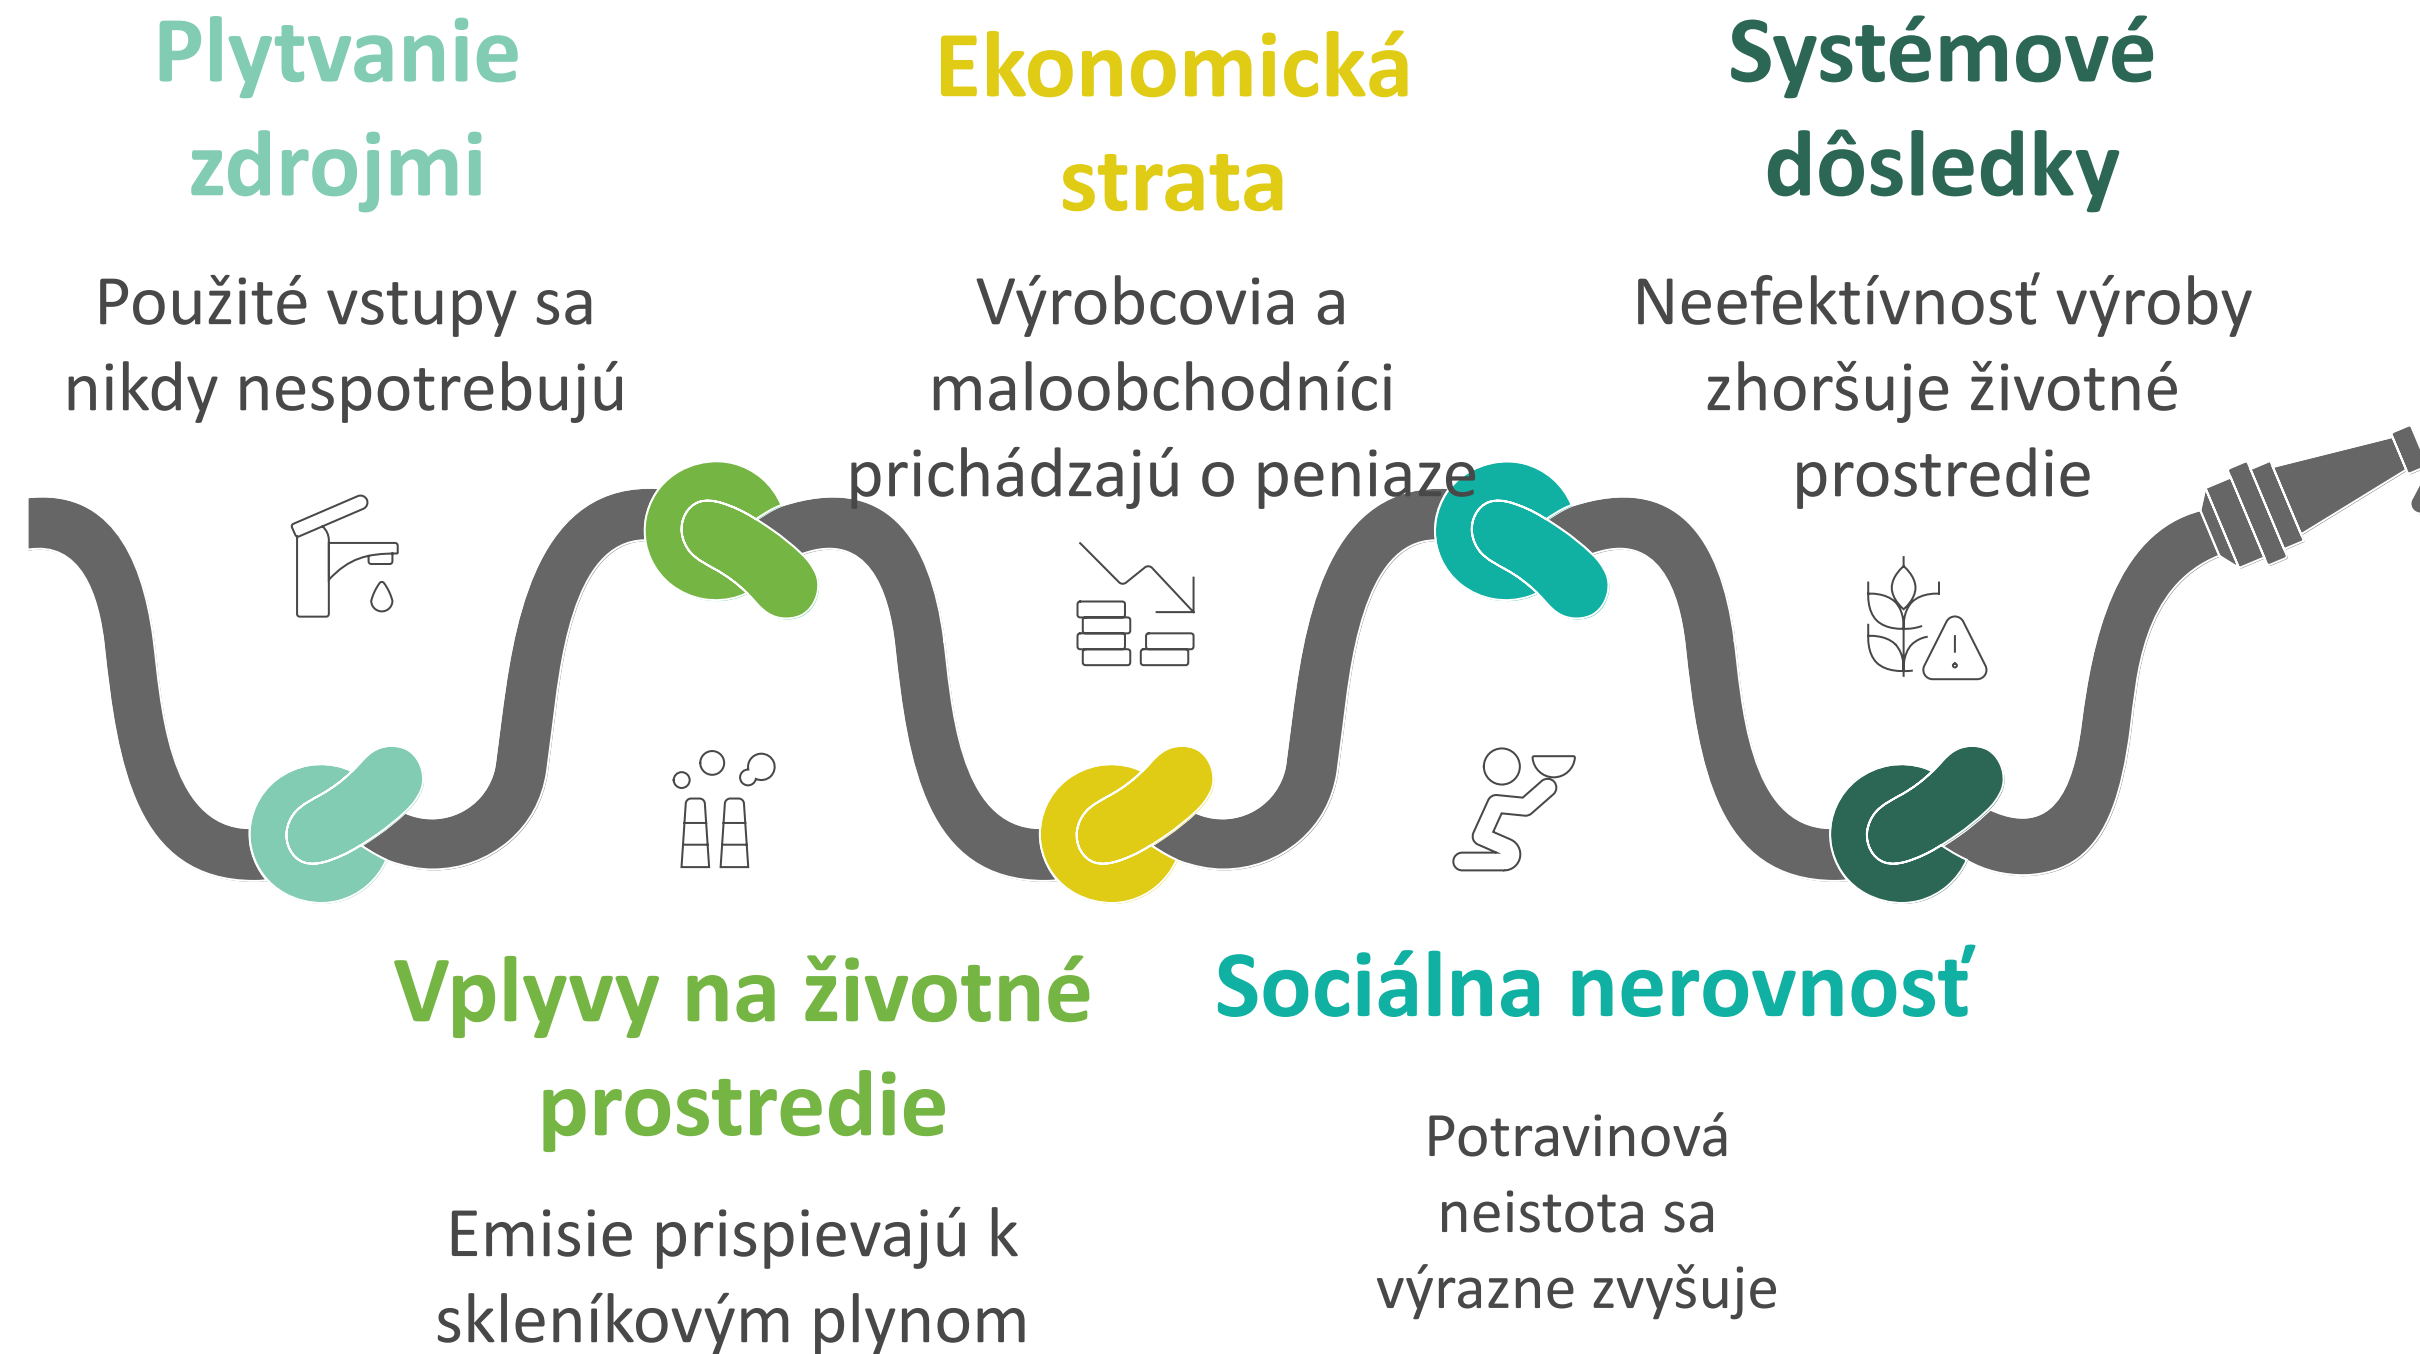 Plytvanie
zdrojmi
Použité vstupy sa
nikdy nespotrebujú
Ekonomická
strata
Výrobcovia a
maloobchodníci
prichádzajú o peniaze
Systémové
dôsledky
Neefektívnosť výroby
zhoršuje životné
prostredie
Vplyvy na životné
prostredie
Emisie prispievajú k
skleníkovým plynom
Sociálna nerovnosť
Potravinová
neistota sa
výrazne zvyšuje